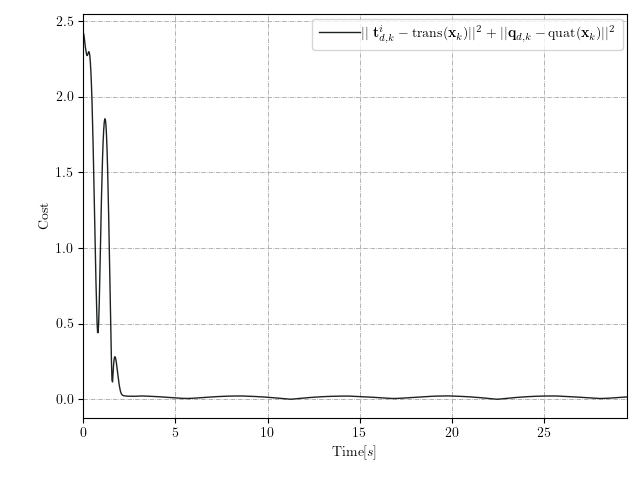 || t^i_{d,k} − trans(x_k)||² + ||q_{d,k} − quat(x_k)||²
2.5
2.0
1.5
1.0
0.5
0.0
Cost
0 5 10 15 20 25
Time[s]